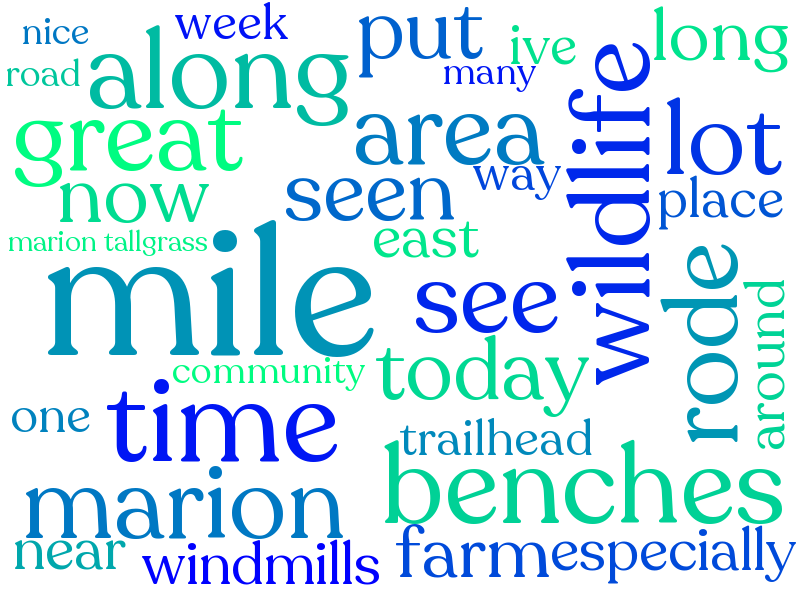 nice
week
put
ive
long
road
along
many
great
area
wildlife
lot
now
seen
way
place
marion tallgrass
east
mile
see
rode
around
community
today
one
time
trailhead
marion
benches
near
windmills
farm
especially